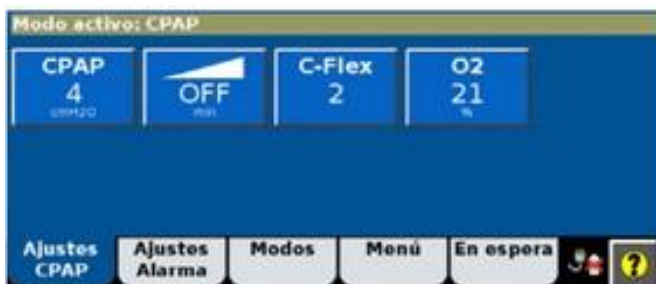 Modo activo: CPAP
CPAP
4
cmH2O
OFF
min
C-Flex
2
O2
21
%
Ajustes
CPAP
Ajustes
Alarma
Modos
Menú
En espera
?